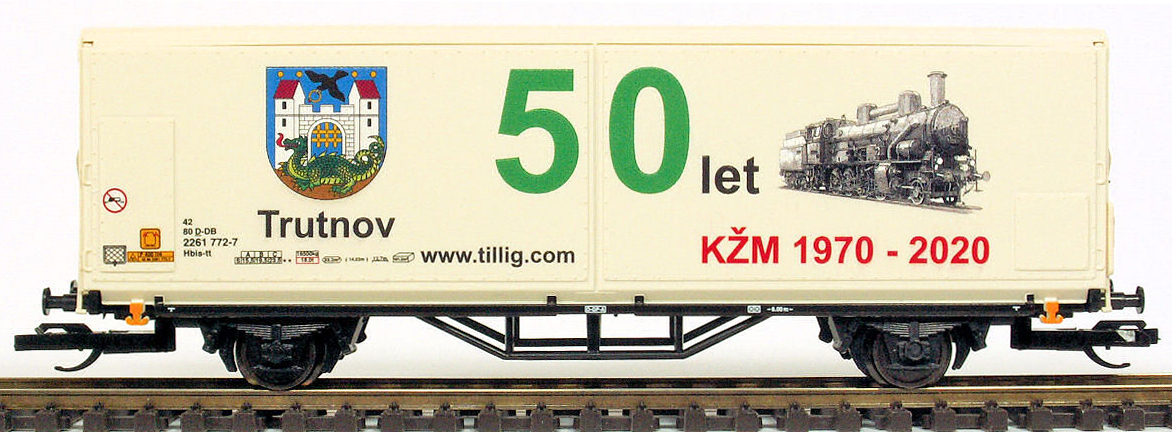 50 let
Trutnov
KŽM 1970 - 2020
www.tillig.com
42
80 D-DB
2261 772-7
Hbis-tt
A B C